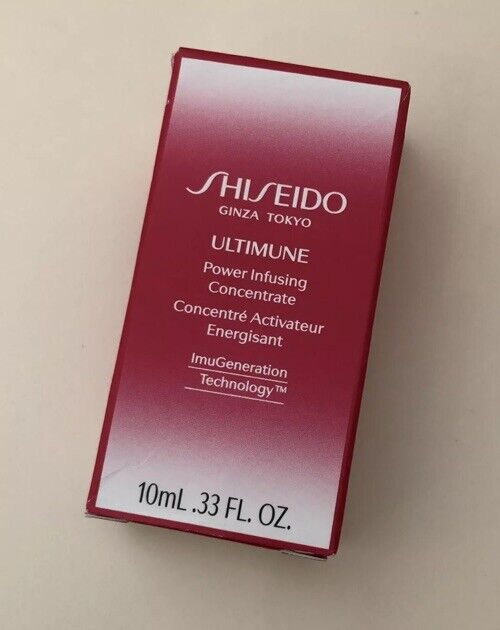 SHISEIDO
GINZA TOKYO
ULTIMUNE
Power Infusing
Concentrate
Concentré Activateur
Energisant
ImuGeneration
Technology™
10mL .33 FL. OZ.